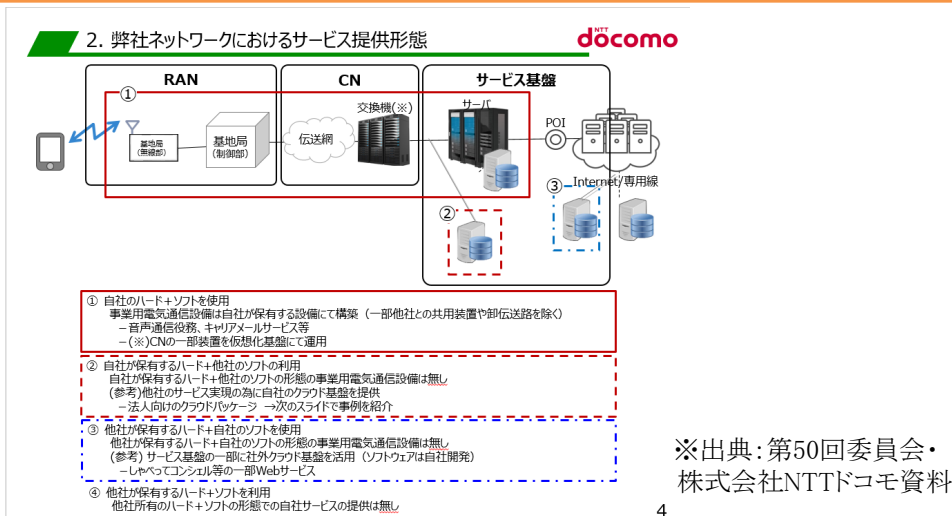 2. 弊社ネットワークにおけるサービス提供形態
NTT
döcomo
RAN
CN
サービス基盤
①
交換機(※)
サーバ
POI
基地局
(無線部)
基地局
(制御部)
伝送網
Internet/専用線
②
③
① 自社のハード+ソフトを使用
事業用電気通信設備は自社が保有する設備にて構築（一部他社との共用装置や卸伝送路を除く）
－音声通信役務、キャリアメールサービス等
－(※)CNの一部装置を仮想化基盤にて運用
② 自社が保有するハード+他社のソフトの利用
自社が保有するハード+他社のソフトの形態の事業用電気通信設備は無し
(参考)他社のサービス実現の為に自社のクラウド基盤を提供
－法人向けのクラウドパッケージ →次のスライドで事例を紹介
③ 他社が保有するハード+自社のソフトを使用
他社が保有するハード+自社のソフトの形態の事業用電気通信設備は無し
(参考) サービス基盤の一部に社外クラウド基盤を活用（ソフトウェアは自社開発）
－しゃべってコンシェル等の一部Webサービス
④ 他社が保有するハード+ソフトを利用
他社所有のハード+ソフトの形態での自社サービスの提供は無し
※出典：第50回委員会・
株式会社NTTドコモ資料
4